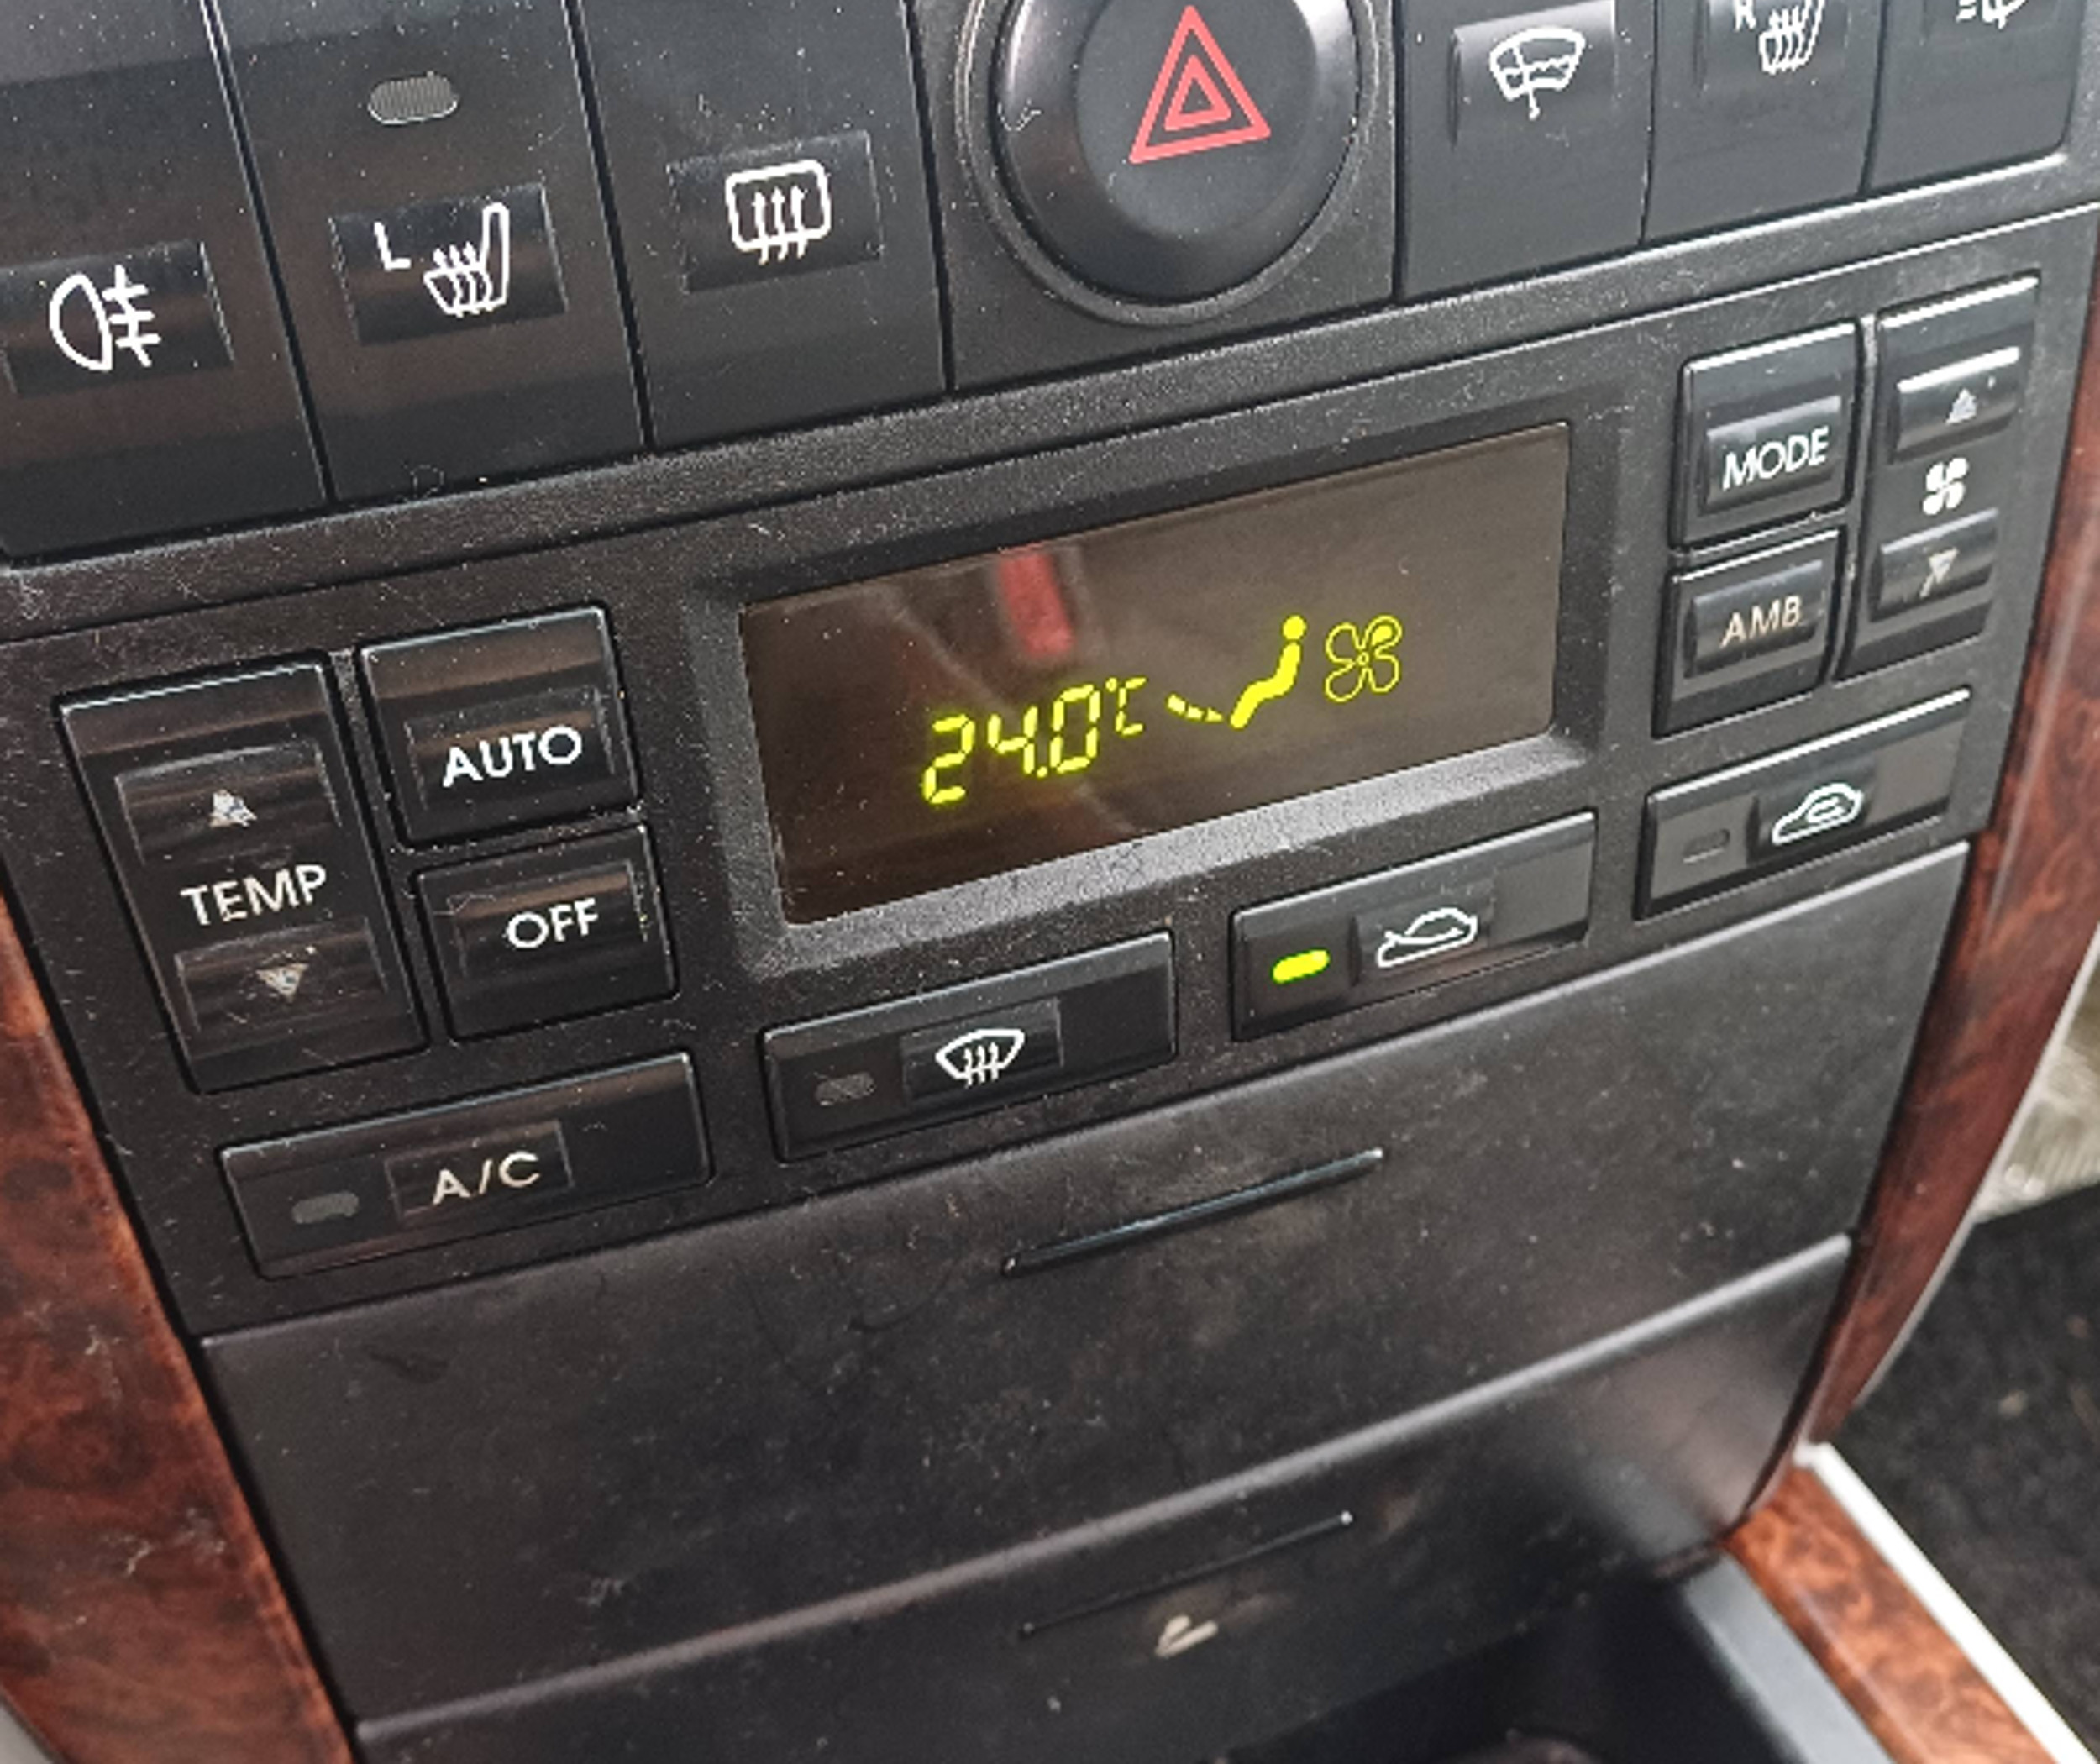 L
R
MODE
24.0°C
AMB
AUTO
TEMP
OFF
A/C